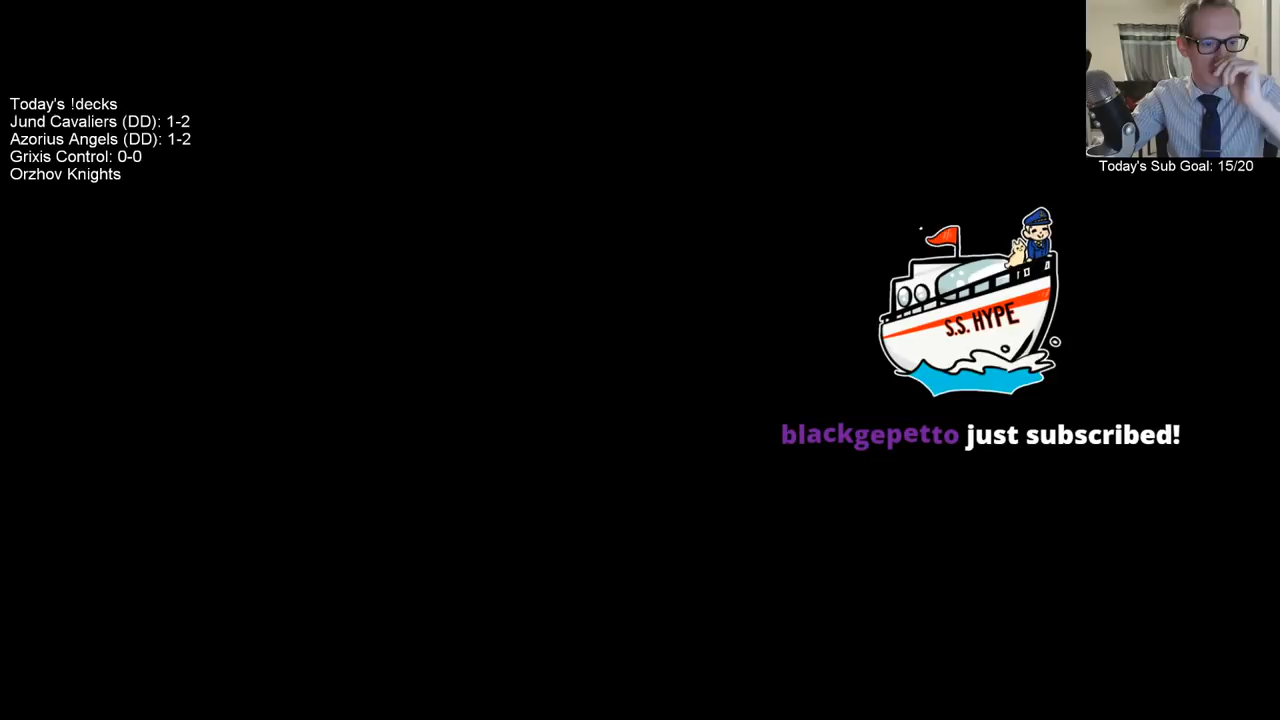 Today's !decks
Jund Cavaliers (DD): 1-2
Azorius Angels (DD): 1-2
Grixis Control: 0-0
Orzhov Knights
Today's Sub Goal: 15/20
S.S. HYPE
blackgepetto just subscribed!